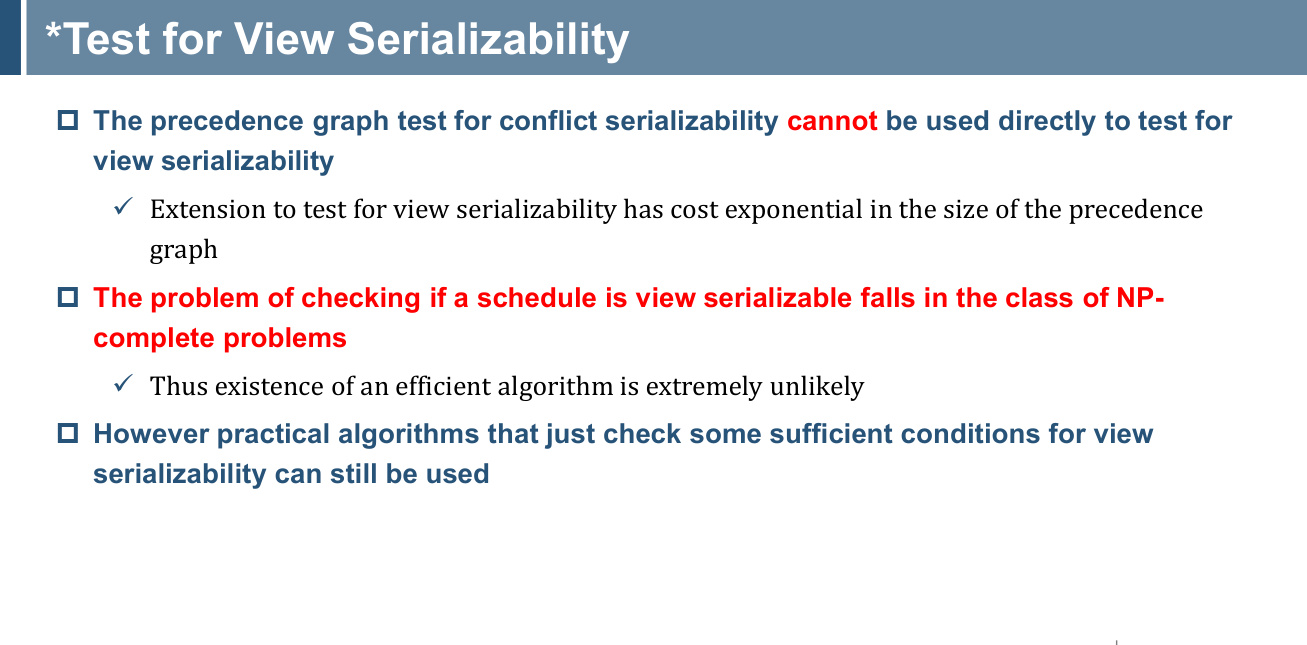 *Test for View Serializability
The precedence graph test for conflict serializability cannot be used directly to test for
view serializability
Extension to test for view serializability has cost exponential in the size of the precedence
graph
The problem of checking if a schedule is view serializable falls in the class of NP-
complete problems
Thus existence of an efficient algorithm is extremely unlikely
However practical algorithms that just check some sufficient conditions for view
serializability can still be used